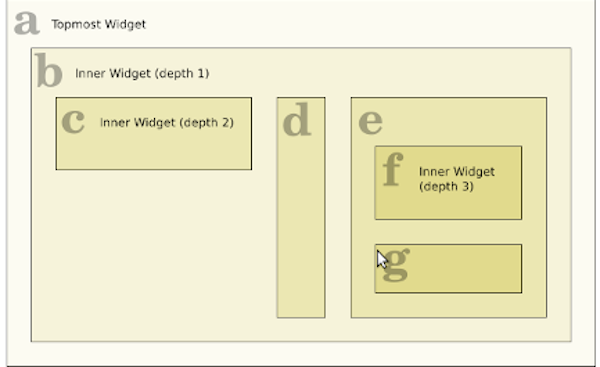 a Topmost Widget
b Inner Widget (depth 1)
c Inner Widget (depth 2)
d
e
f Inner Widget
(depth 3)
g